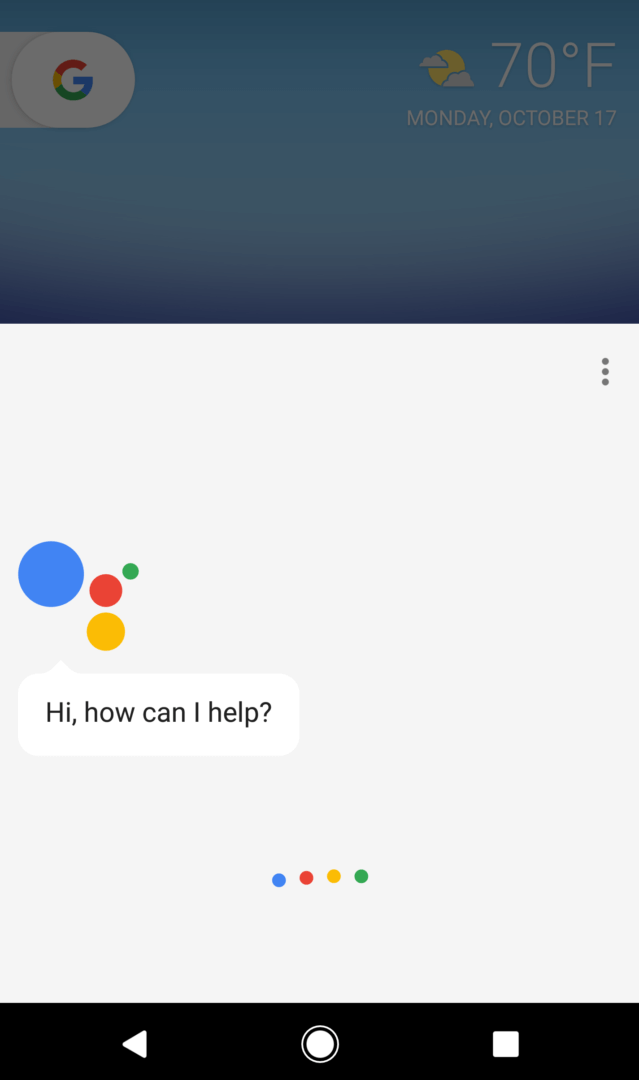 G
70°F
MONDAY, OCTOBER 17
Hi, how can I help?